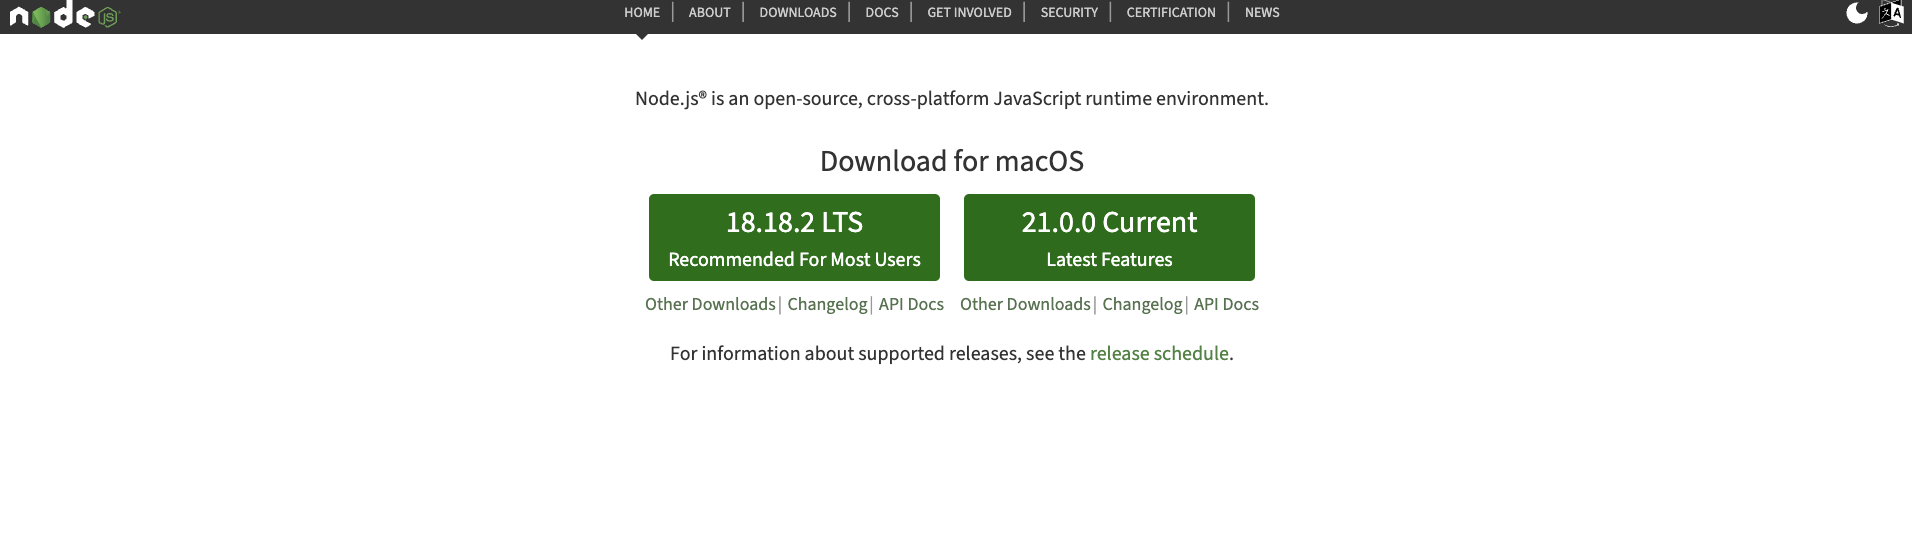 node JS
HOME | ABOUT | DOWNLOADS | DOCS | GET INVOLVED | SECURITY | CERTIFICATION | NEWS
Node.js® is an open-source, cross-platform JavaScript runtime environment.
Download for macOS
18.18.2 LTS
Recommended For Most Users
21.0.0 Current
Latest Features
Other Downloads | Changelog | API Docs
Other Downloads | Changelog | API Docs
For information about supported releases, see the release schedule.